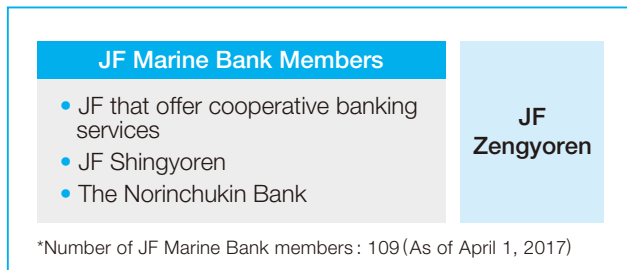 JF Marine Bank Members
• JF that offer cooperative banking
services
• JF Shingyoren
• The Norinchukin Bank
JF
Zengyoren
*Number of JF Marine Bank members : 109 (As of April 1, 2017)